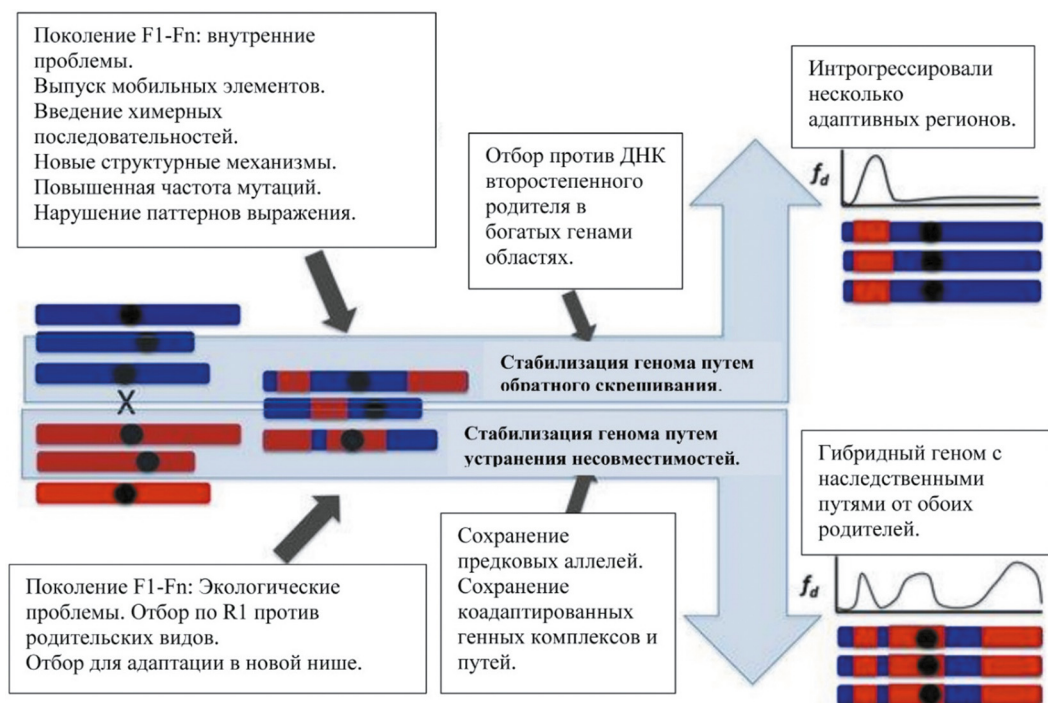 Поколение F1-Fn: внутренние
проблемы.
Выпуск мобильных элементов.
Введение химерных
последовательностей.
Новые структурные механизмы.
Повышенная частота мутаций.
Нарушение паттернов выражения.
Отбор против ДНК
второстепенного
родителя в
богатых генами
областях.
Интрогрессировали
несколько
адаптивных регионов.
fd
Стабилизация генома путем
обратного скрешивания.
X
Стабилизация генома путем
устранения несовместимостей.
Гибридный геном с
наследственными
путями от обоих
родителей.
fd
Поколение F1-Fn: Экологические
проблемы. Отбор по R1 против
родительских видов.
Отбор для адаптации в новой нише.
Сохранение
предковых аллелей.
Сохранение
коадаптированных
генных комплексов и
путей.